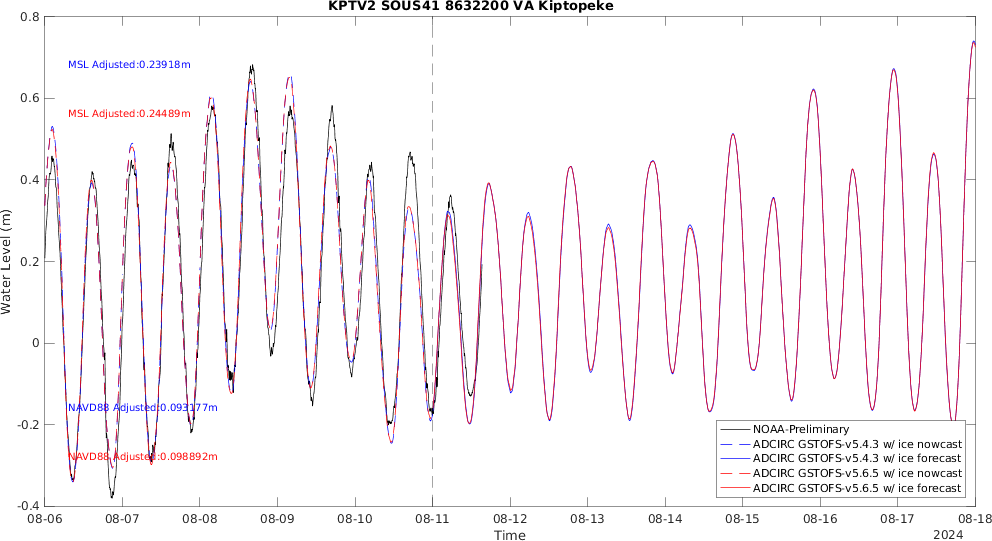 KPTV2 SOUS41 8632200 VA Kiptopeke
Water Level (m)
0.8
0.6
0.4
0.2
0
-0.2
-0.4
MSL Adjusted:0.23918m
MSL Adjusted:0.24489m
NAVD88 Adjusted:0.093177m
NAVD88 Adjusted:0.098892m
NOAA-Preliminary
ADCIRC GSTOFS-v5.4.3 w/ ice nowcast
ADCIRC GSTOFS-v5.4.3 w/ ice forecast
ADCIRC GSTOFS-v5.6.5 w/ ice nowcast
ADCIRC GSTOFS-v5.6.5 w/ ice forecast
08-06 08-07 08-08 08-09 08-10 08-11 08-12 08-13 08-14 08-15 08-16 08-17 08-18
Time
2024